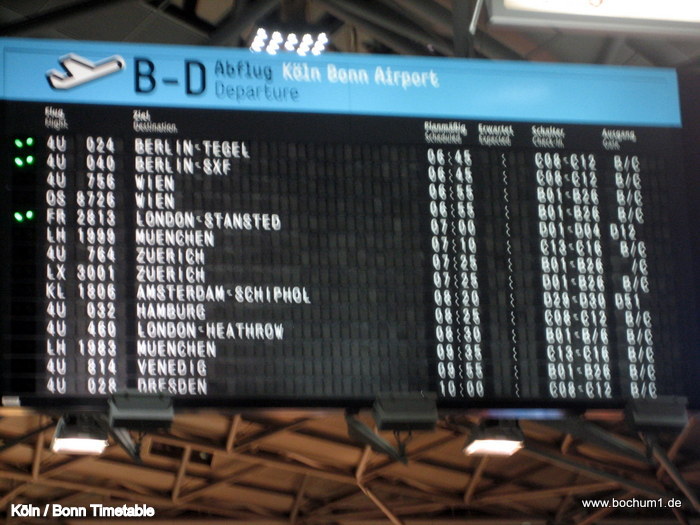 B-D Abflug Köln Bonn Airport
Departure
Flug Ziel Planmäßig Erwartet Schalter Ausgang
Flight Destination Scheduled Expected Check-in Gate
4U 024 BERLIN-TEGEL 06:45 C08-C12 B/C
4U 040 BERLIN-SXF 06:45 C08-C12 B/C
4U 756 WIEN 06:55 B01-B26 B/C
OS 8726 WIEN 06:55 B01-B26 B/C
FR 2813 LONDON-STANSTED 07:00 D01-D04 D12
LH 1999 MUENCHEN 07:10 C13-C16 B/C
4U 764 ZUERICH 07:25 B01-B26 /C
LX 3001 ZUERICH 07:25 B01-B26 B/C
KL 1806 AMSTERDAM-SCHIPHOL 08:20 D28-D30 D51
4U 032 HAMBURG 08:25 C08-C12 B/C
4U 460 LONDON-HEATHROW 08:30 B01-B26 B/C
LH 1983 MUENCHEN 08:35 C13-C16 B/C
4U 814 VENEDIG 09:55 B01-B26 B/C
4U 028 DRESDEN 10:00 C08-C12 B/C
Köln / Bonn Timetable
www.bochum1.de